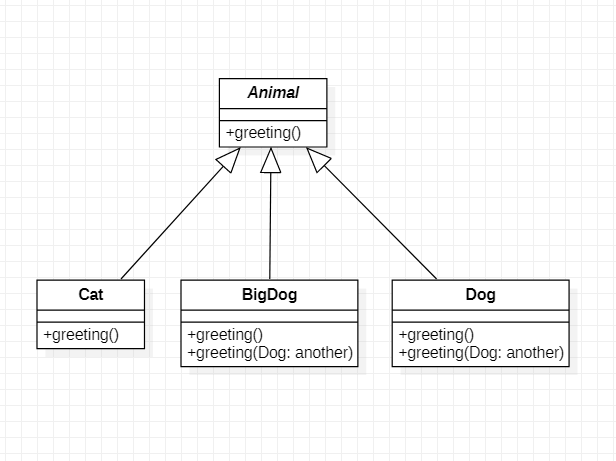 Animal
+greeting()
Cat
+greeting()
BigDog
+greeting()
+greeting(Dog: another)
Dog
+greeting()
+greeting(Dog: another)